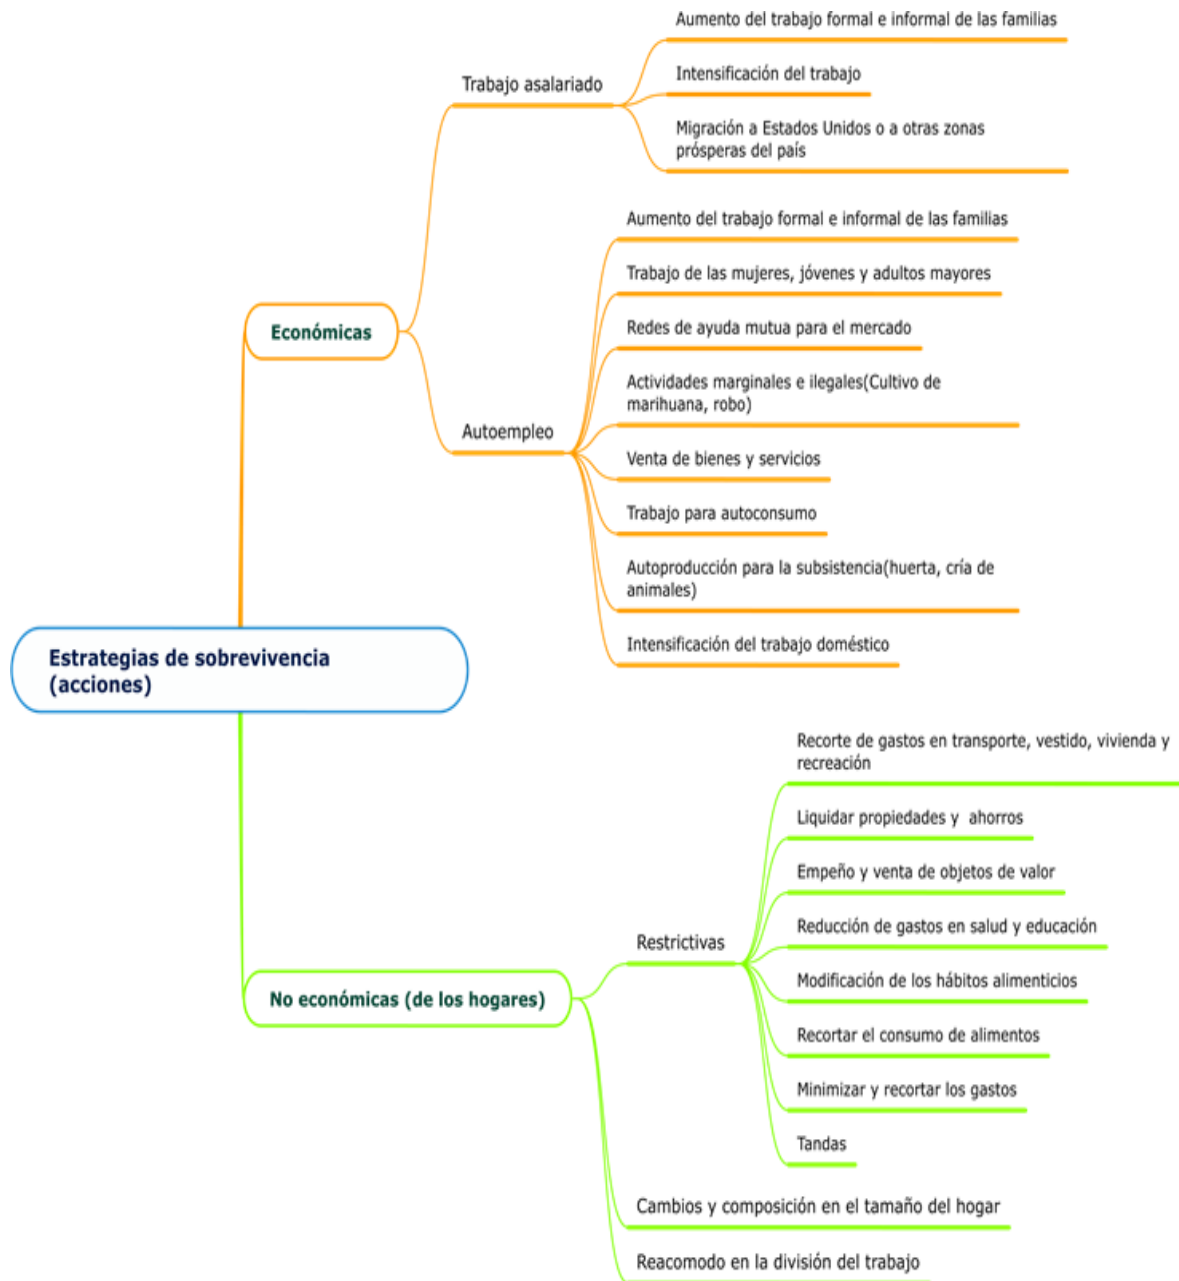 Aumento del trabajo formal e informal de las familias
Trabajo asalariado
Intensificación del trabajo
Migración a Estados Unidos o a otras zonas
prósperas del país
Económicas
Aumento del trabajo formal e informal de las familias
Trabajo de las mujeres, jóvenes y adultos mayores
Redes de ayuda mutua para el mercado
Actividades marginales e ilegales(Cultivo de
marihuana, robo)
Autoempleo
Venta de bienes y servicios
Trabajo para autoconsumo
Autoproducción para la subsistencia(huerta, cría de
animales)
Intensificación del trabajo doméstico
Estrategias de sobrevivencia
(acciones)
Recorte de gastos en transporte, vestido, vivienda y
recreación
Liquidar propiedades y  ahorros
Empeño y venta de objetos de valor
Reducción de gastos en salud y educación
Restrictivas
Modificación de los hábitos alimenticios
No económicas (de los hogares)
Recortar el consumo de alimentos
Minimizar y recortar los gastos
Tandas
Cambios y composición en el tamaño del hogar
Reacomodo en la división del trabajo